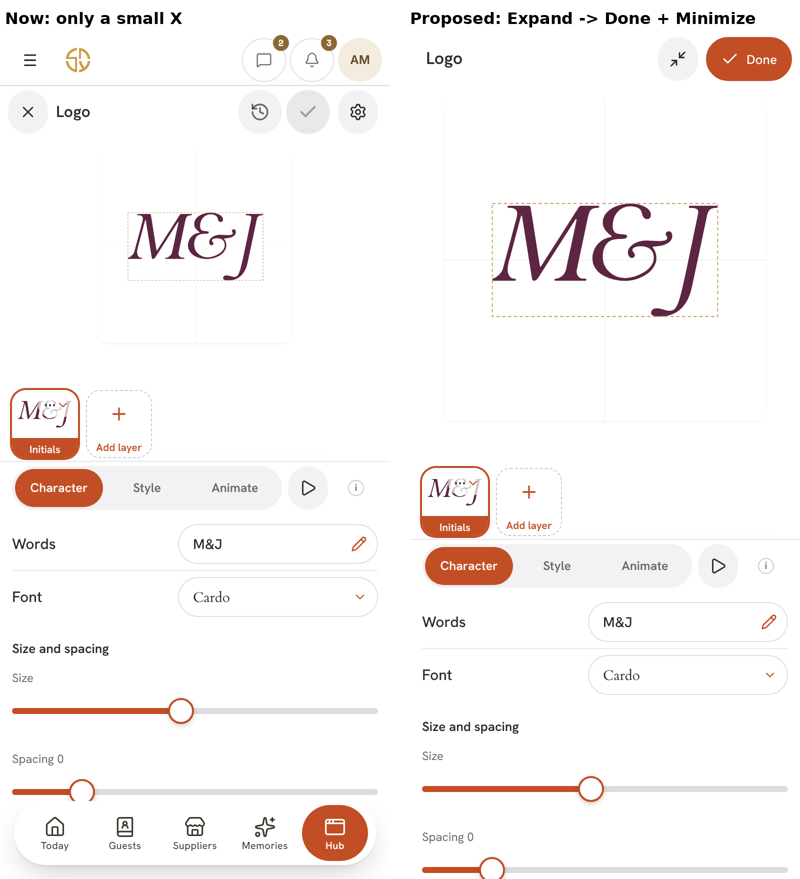 Now: only a small X
2
3
AM
Logo
M&J
M&J
Initials
Add layer
Character
Style
Animate
Words
M&J
Font
Cardo
Size and spacing
Size
Spacing 0
Today
Guests
Suppliers
Memories
Hub
Proposed: Expand -> Done + Minimize
Logo
Done
M&J
M&J
Initials
Add layer
Character
Style
Animate
Words
M&J
Font
Cardo
Size and spacing
Size
Spacing 0